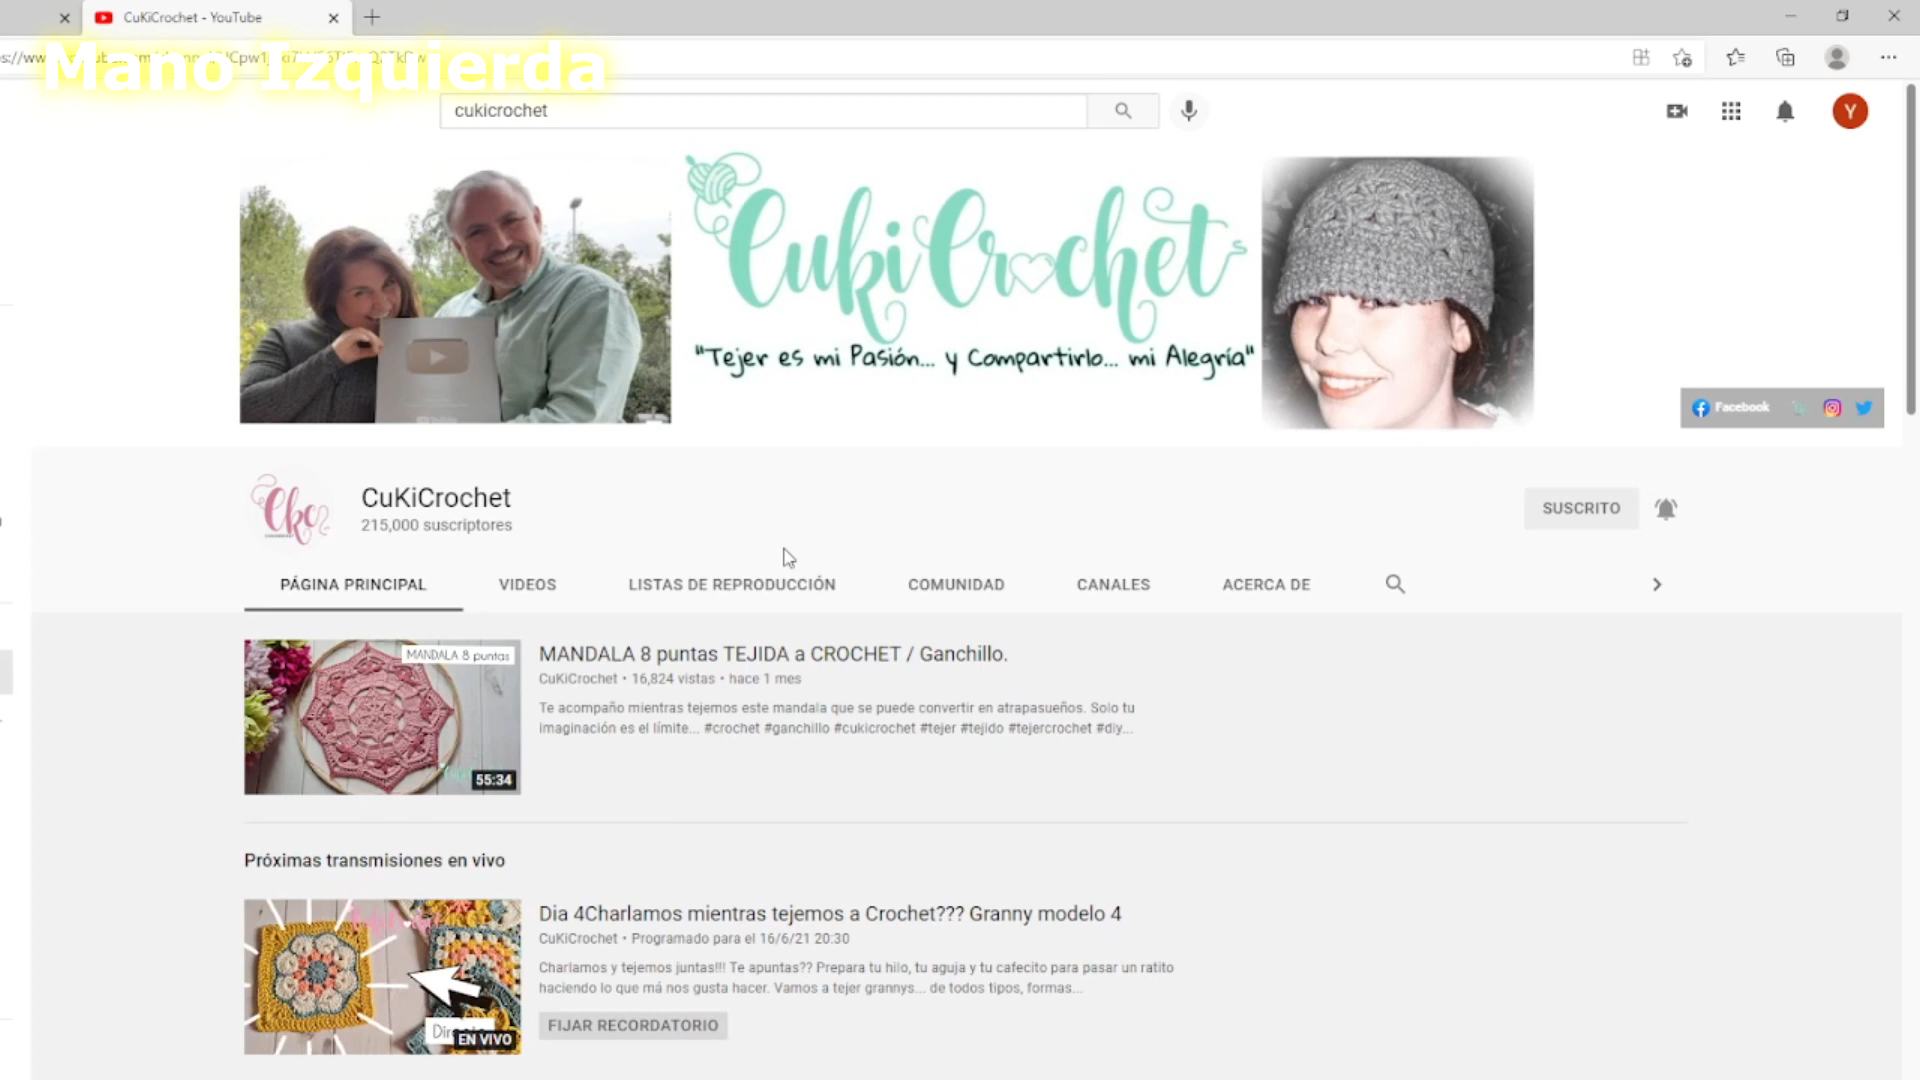 CuKiCrochet - YouTube
Mano Izquierda
cukicrochet
Y
CukiCrochet
"Tejer es mi Pasión... y Compartirlo... mi Alegría"
Facebook
Ckc
CuKiCrochet
215,000 suscriptores
SUSCRITO
PÁGINA PRINCIPAL
VIDEOS
LISTAS DE REPRODUCCIÓN
COMUNIDAD
CANALES
ACERCA DE
MANDALA 8 puntas
55:34
MANDALA 8 puntas TEJIDA a CROCHET / Ganchillo.
CuKiCrochet • 16,824 vistas • hace 1 mes
Te acompaño mientras tejemos este mandala que se puede convertir en atrapasueños. Solo tu
imaginación es el límite... #crochet #ganchillo #cukicrochet #tejer #tejido #tejercrochet #diy...
Próximas transmisiones en vivo
EN VIVO
Dia 4Charlamos mientras tejemos a Crochet??? Granny modelo 4
CuKiCrochet • Programado para el 16/6/21 20:30
Charlamos y tejemos juntas!!! Te apuntas?? Prepara tu hilo, tu aguja y tu cafecito para pasar un ratito
haciendo lo que má nos gusta hacer. Vamos a tejer grannys... de todos tipos, formas...
FIJAR RECORDATORIO